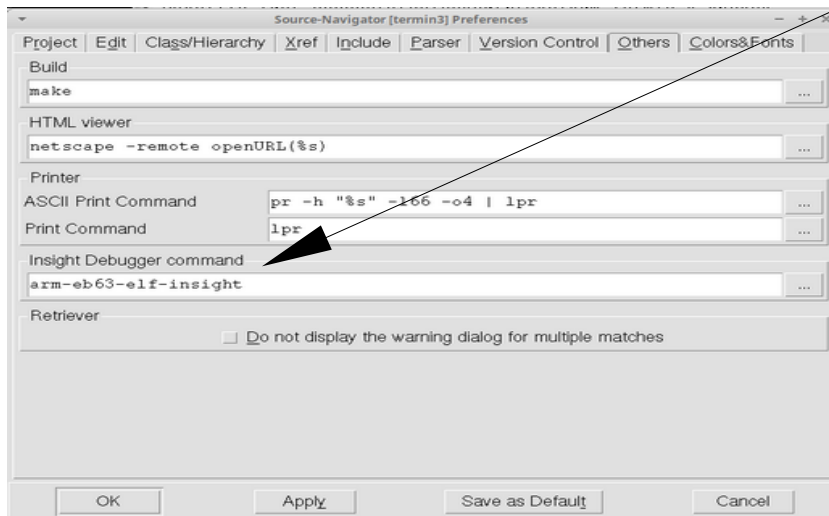 Source-Navigator [termin3] Preferences
Project Edit Class/Hierarchy Xref Include Parser Version Control Others Colors&Fonts
Build
make ...
HTML viewer
netscape -remote openURL(%s) ...
Printer
ASCII Print Command pr -h "%s" -l66 -o4 | lpr ...
Print Command lpr ...
Insight Debugger command
arm-eb63-elf-insight ...
Retriever
Do not display the warning dialog for multiple matches
OK Apply Save as Default Cancel